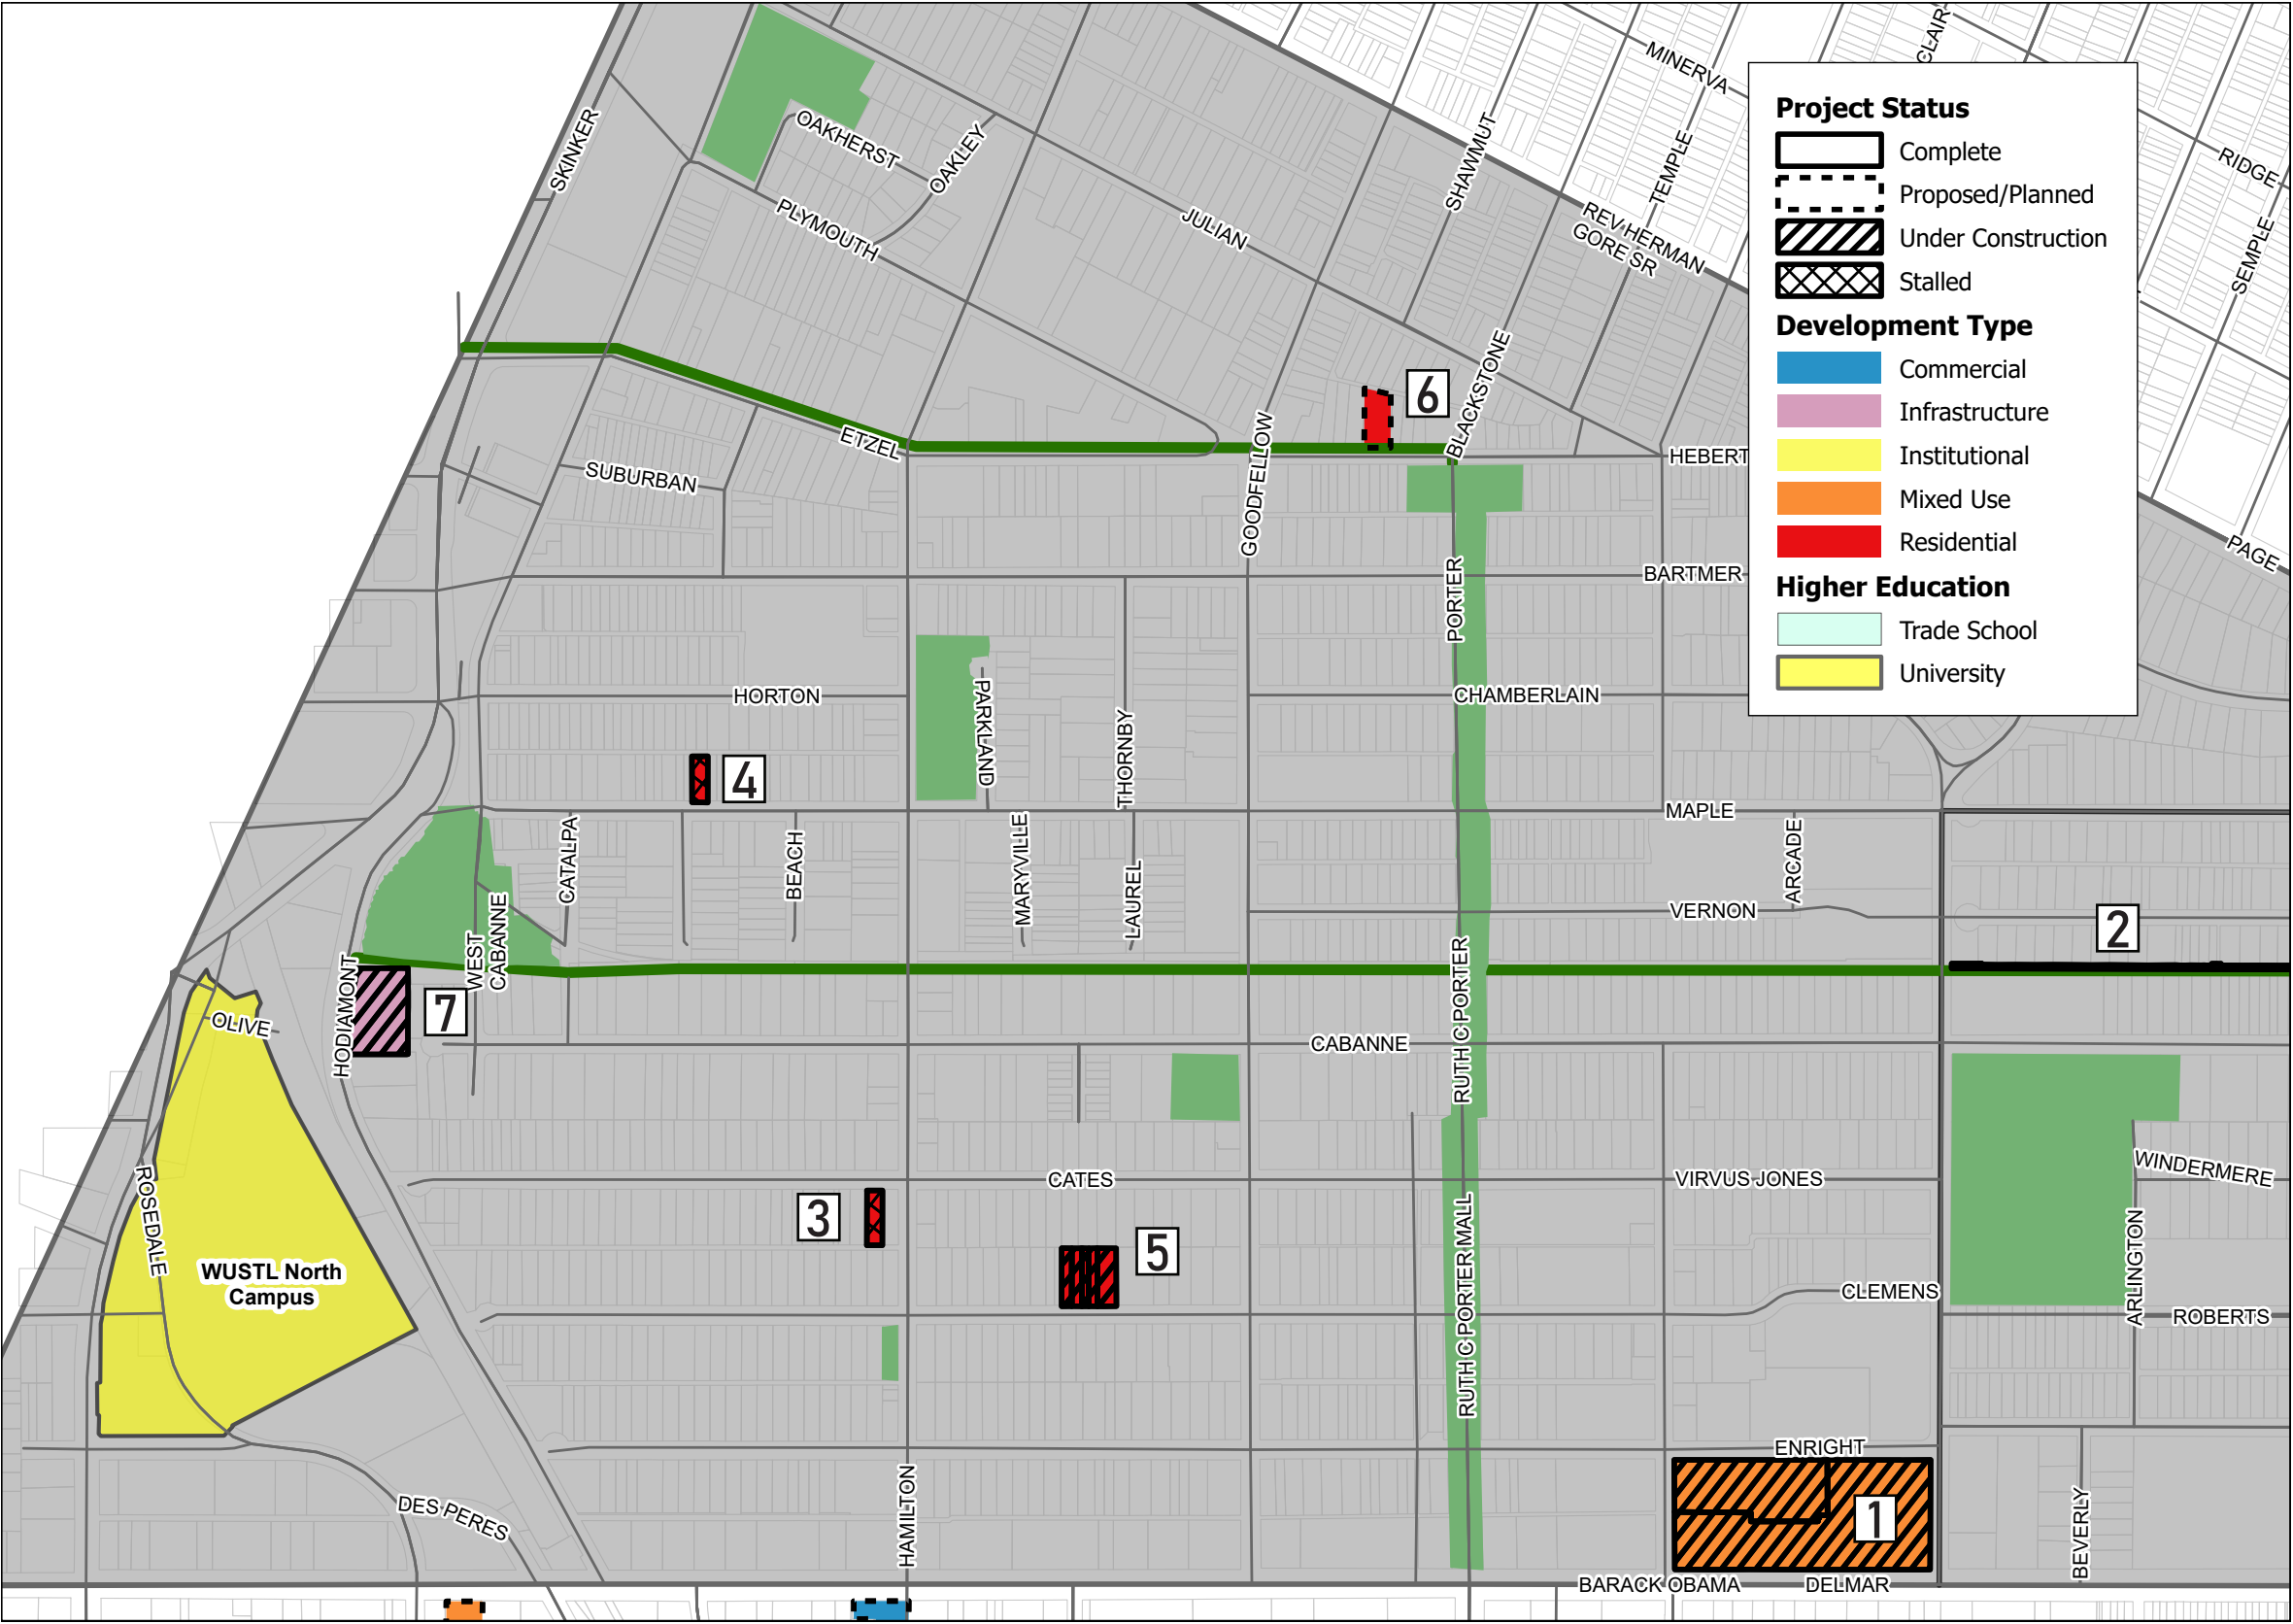 MINERVA
CLAIR
SKINKER
OAKHERST
OAKLEY
PLYMOUTH
JULIAN
SHAWMUT
TEMPLE
REV HERMAN
GORE SR
RIDGE
SEMPLE
PAGE
Project Status
Complete
Proposed/Planned
Under Construction
Stalled
Development Type
Commercial
Infrastructure
Institutional
Mixed Use
Residential
Higher Education
Trade School
University
6
BLACKSTONE
ETZEL
GOODFELLOW
HEBERT
SUBURBAN
BARTMER
PORTER
HORTON
PARKLAND
CHAMBERLAIN
THORNBY
4
MAPLE
CATALPA
BEACH
MARYVILLE
LAUREL
ARCADE
VERNON
2
WEST
CABANNE
HODIAMONT
7
OLIVE
RUTH C PORTER
CABANNE
CATES
VIRVUS JONES
WINDERMERE
ROSEDALE
3
5
RUTH C PORTER MALL
ARLINGTON
WUSTL North
Campus
CLEMENS
ROBERTS
ENRIGHT
1
DES PERES
HAMILTON
BEVERLY
BARACK OBAMA
DELMAR